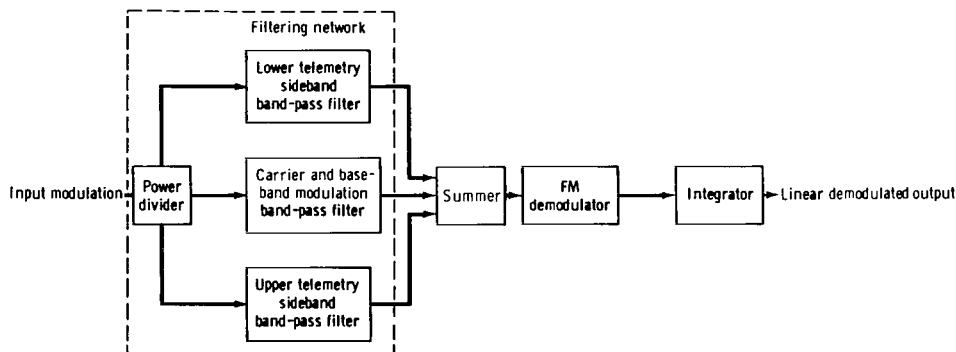 Filtering network
Lower telemetry
sideband
band-pass filter
Input modulation
Power
divider
Carrier and base-
band modulation
band-pass filter
Summer
FM
demodulator
Integrator
Linear demodulated output
Upper telemetry
sideband
band-pass filter